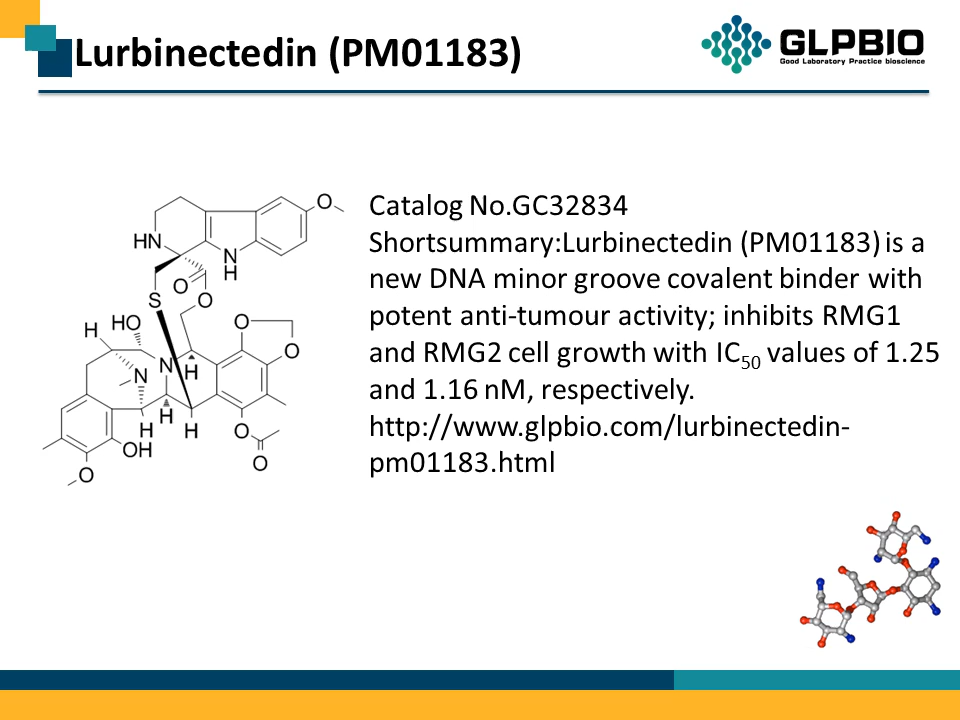 Lurbinectedin (PM01183)
GLPBIO
Good Laboratory Practice bioscience
Catalog No.GC32834
Shortsummary:Lurbinectedin (PM01183) is a
new DNA minor groove covalent binder with
potent anti-tumour activity; inhibits RMG1
and RMG2 cell growth with IC50 values of 1.25
and 1.16 nM, respectively.
http://www.glpbio.com/lurbinectedin-
pm01183.html
O
HN
N
H
O
O
S
H
HO
O
O
N
N
H
H
H
H
OH
O
O
O